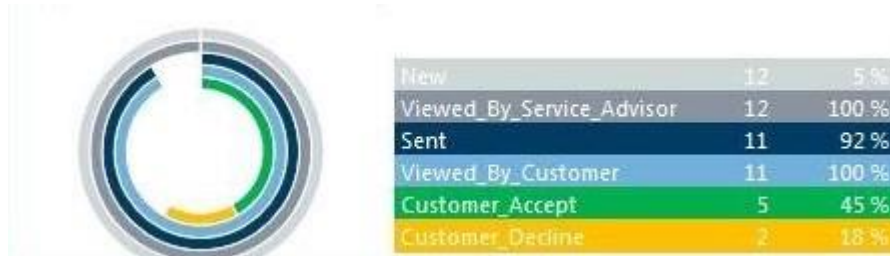 New 12 5 %
Viewed_By_Service_Advisor 12 100 %
Sent 11 92 %
Viewed_By_Customer 11 100 %
Customer_Accept 5 45 %
Customer_Decline 2 18 %